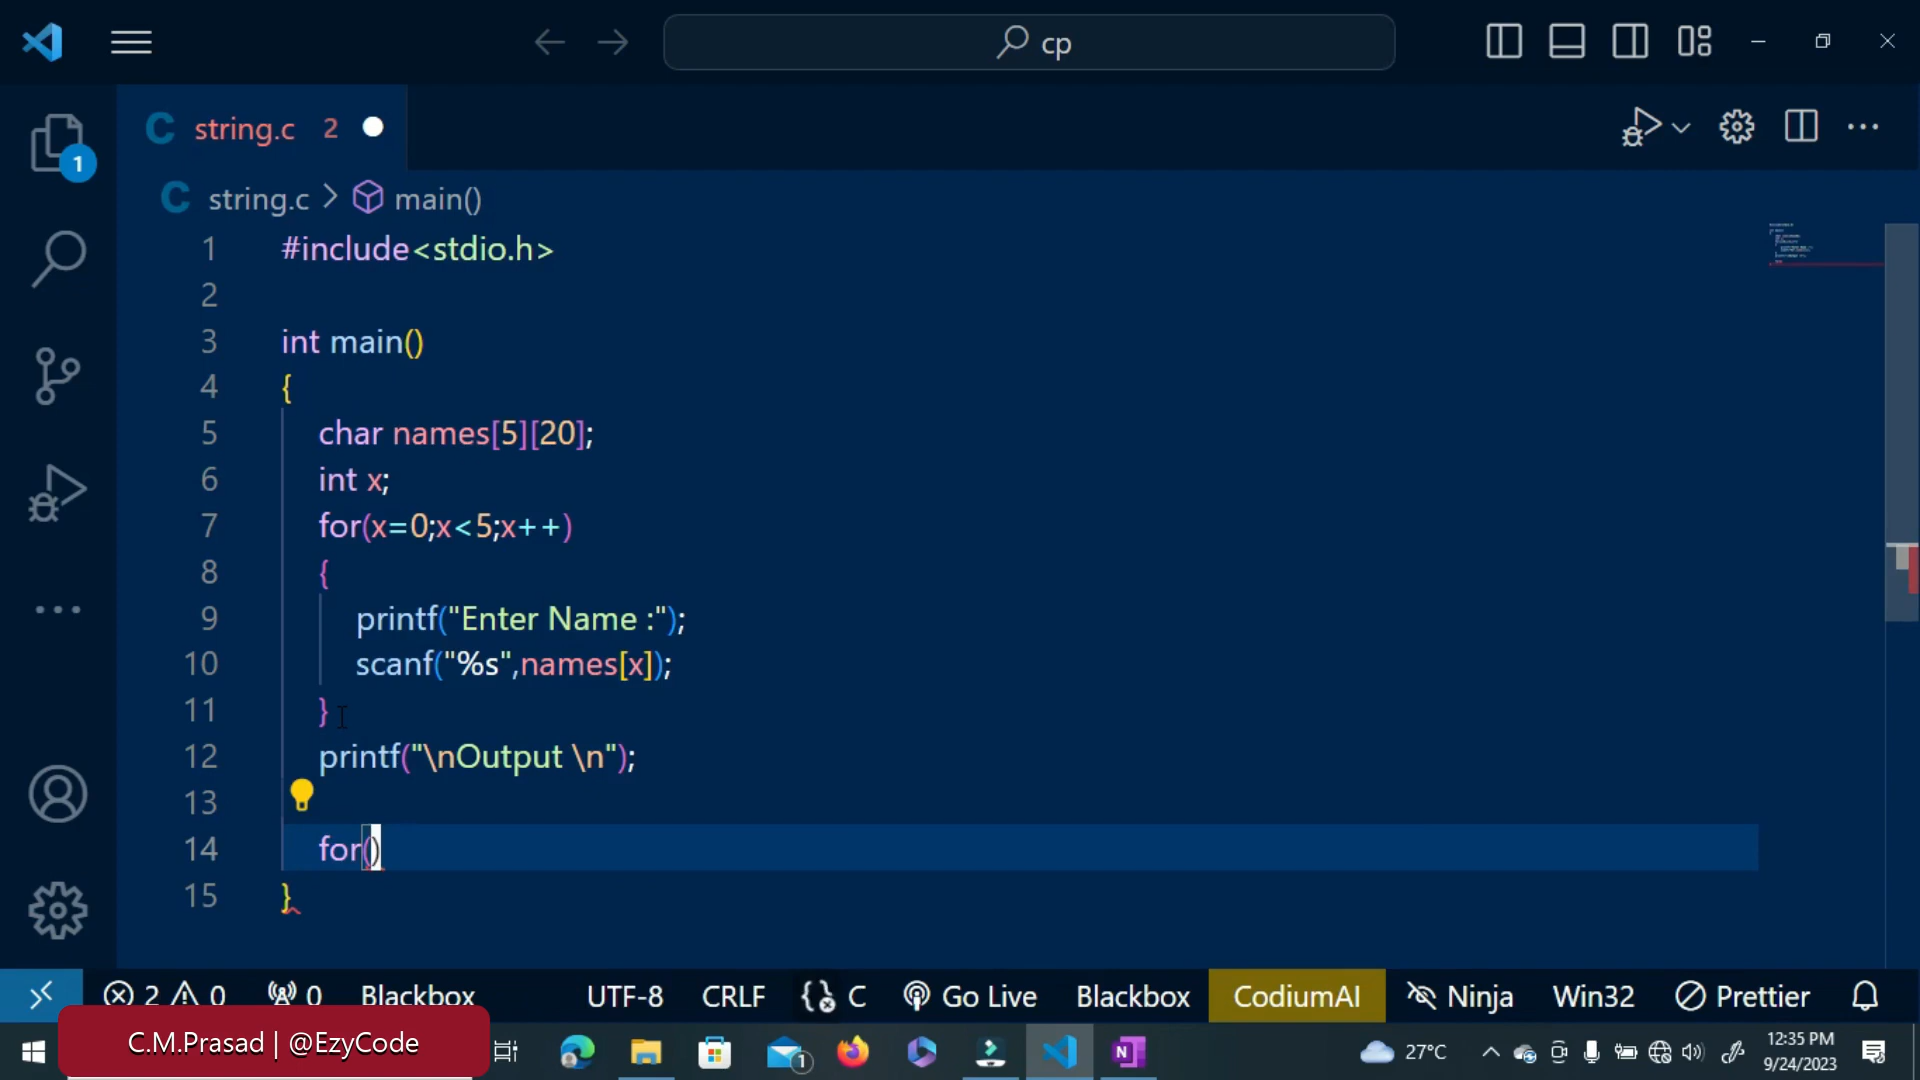 cp
string.c 2
string.c > main()
1 #include<stdio.h>
2
3 int main()
4 {
5 char names[5][20];
6 int x;
7 for(x=0;x<5;x++)
8 {
9 printf("Enter Name :");
10 scanf("%s",names[x]);
11 }
12 printf("\nOutput \n");
13
14 for()
15 }
1
2 0 0 Blackbox UTF-8 CRLF C Go Live Blackbox CodiumAI Ninja Win32 Prettier
C.M.Prasad | @EzyCode
1
27°C
12:35 PM
9/24/2023